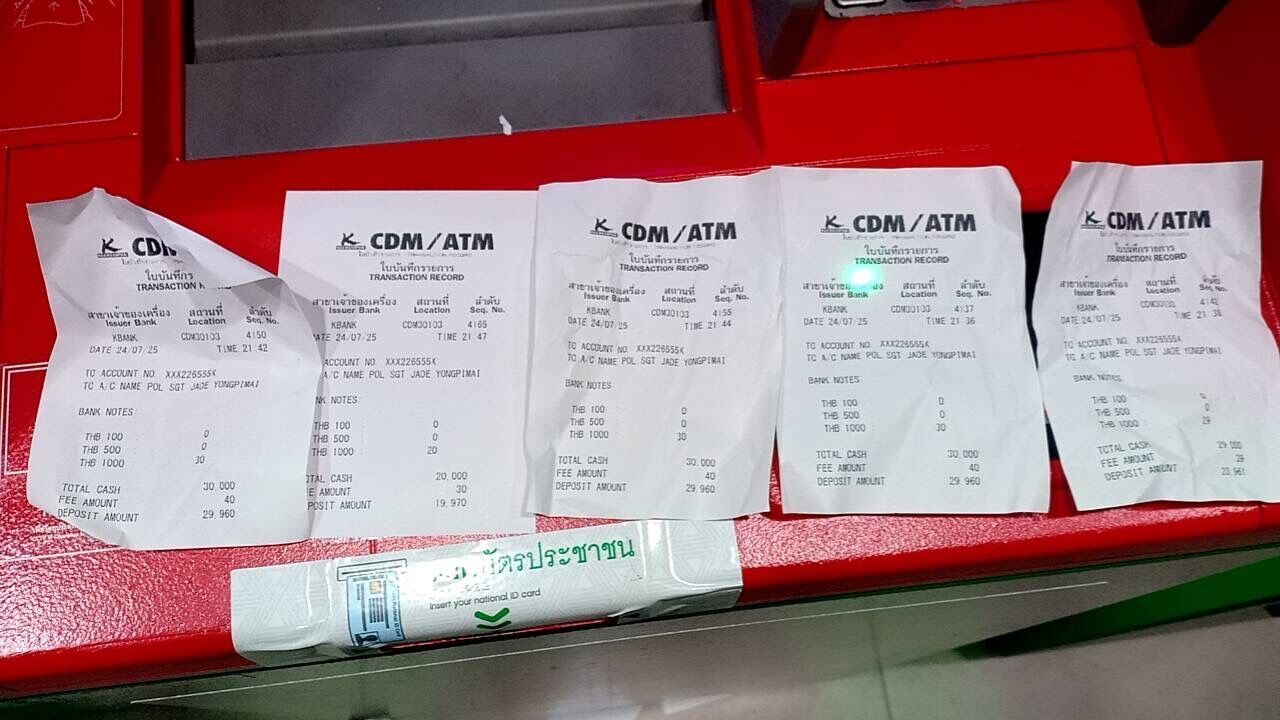 CD
ใบบันทึกร
TRANSACTION
สาขาเจ้าของเครื่อง สถานที่ ลำดับ
Issuer Bank Location Seq. No.
KBANK CDM30133 4150
DATE 24/07/25 TIME 21:42
TO ACCOUNT NO. XXX226555X
TO A/C NAME POL SGT JADE YONGPIMAI
BANK NOTES:
THB 100 : 0
THB 500 : 0
THB 1000 : 30
TOTAL CASH 30,000
FEE AMOUNT 40
DEPOSIT AMOUNT 29,960
CDM/ATM
ใบบันทึกรายการ
TRANSACTION RECORD
สาขาเจ้าของเครื่อง สถานที่ ลำดับ
Issuer Bank Location Seq. No.
KBANK CDM30133 4165
DATE 24/07/25 TIME 21:47
ACCOUNT NO. XXX226555X
A/C NAME POL SGT JADE YONGPIMAI
NOTES:
THB 100 : 0
THB 500 : 0
THB 1000 : 20
TOTAL CASH 20,000
AMOUNT 30
DEPOSIT AMOUNT 19,970
CDM/ATM
ใบบันทึกรายการ
TRANSACTION RECORD
สาขาเจ้าของเครื่อง สถานที่ ลำดับ
Issuer Bank Location Seq. No.
KBANK CDM30133 4155
DATE 24/07/25 TIME 21:44
TO ACCOUNT NO. XXX226555X
TO A/C NAME POL SGT JADE YONGPIMAI
BANK NOTES:
THB 100 : 0
THB 500 : 0
THB 1000 : 30
TOTAL CASH 30,000
FEE AMOUNT 40
DEPOSIT AMOUNT 29,960
CDM/ATM
ใบบันทึกรายการ
TRANSACTION RECORD
สาขาเจ้าของเครื่อง สถานที่ ลำดับ
Issuer Bank Location Seq. No.
KBANK CDM30133 4137
DATE 24/07/25 TIME 21:36
TO ACCOUNT NO. XXX226555X
TO A/C NAME POL SGT JADE YONGPIMAI
BANK NOTES:
THB 100 : 0
THB 500 : 0
THB 1000 : 30
TOTAL CASH 30,000
FEE AMOUNT 40
DEPOSIT AMOUNT 29,960
CDM/ATM
ใบบันทึกรายการ
TRANSACTION RECORD
สาขาเจ้าของเครื่อง สถานที่ ลำดับ
Issuer Bank Location Seq. No.
KBANK CDM30133
DATE 24/07/25 TIME 21:38
TO ACCOUNT NO. XXX226555X
TO A/C NAME POL SGT JADE YONGPIMAI
BANK NOTES:
THB 100 : 0
THB 500 : 0
THB 1000 : 29
TOTAL CASH 29,000
FEE AMOUNT 39
DEPOSIT AMOUNT 28,961
บัตรประชาชน
Insert your national ID card